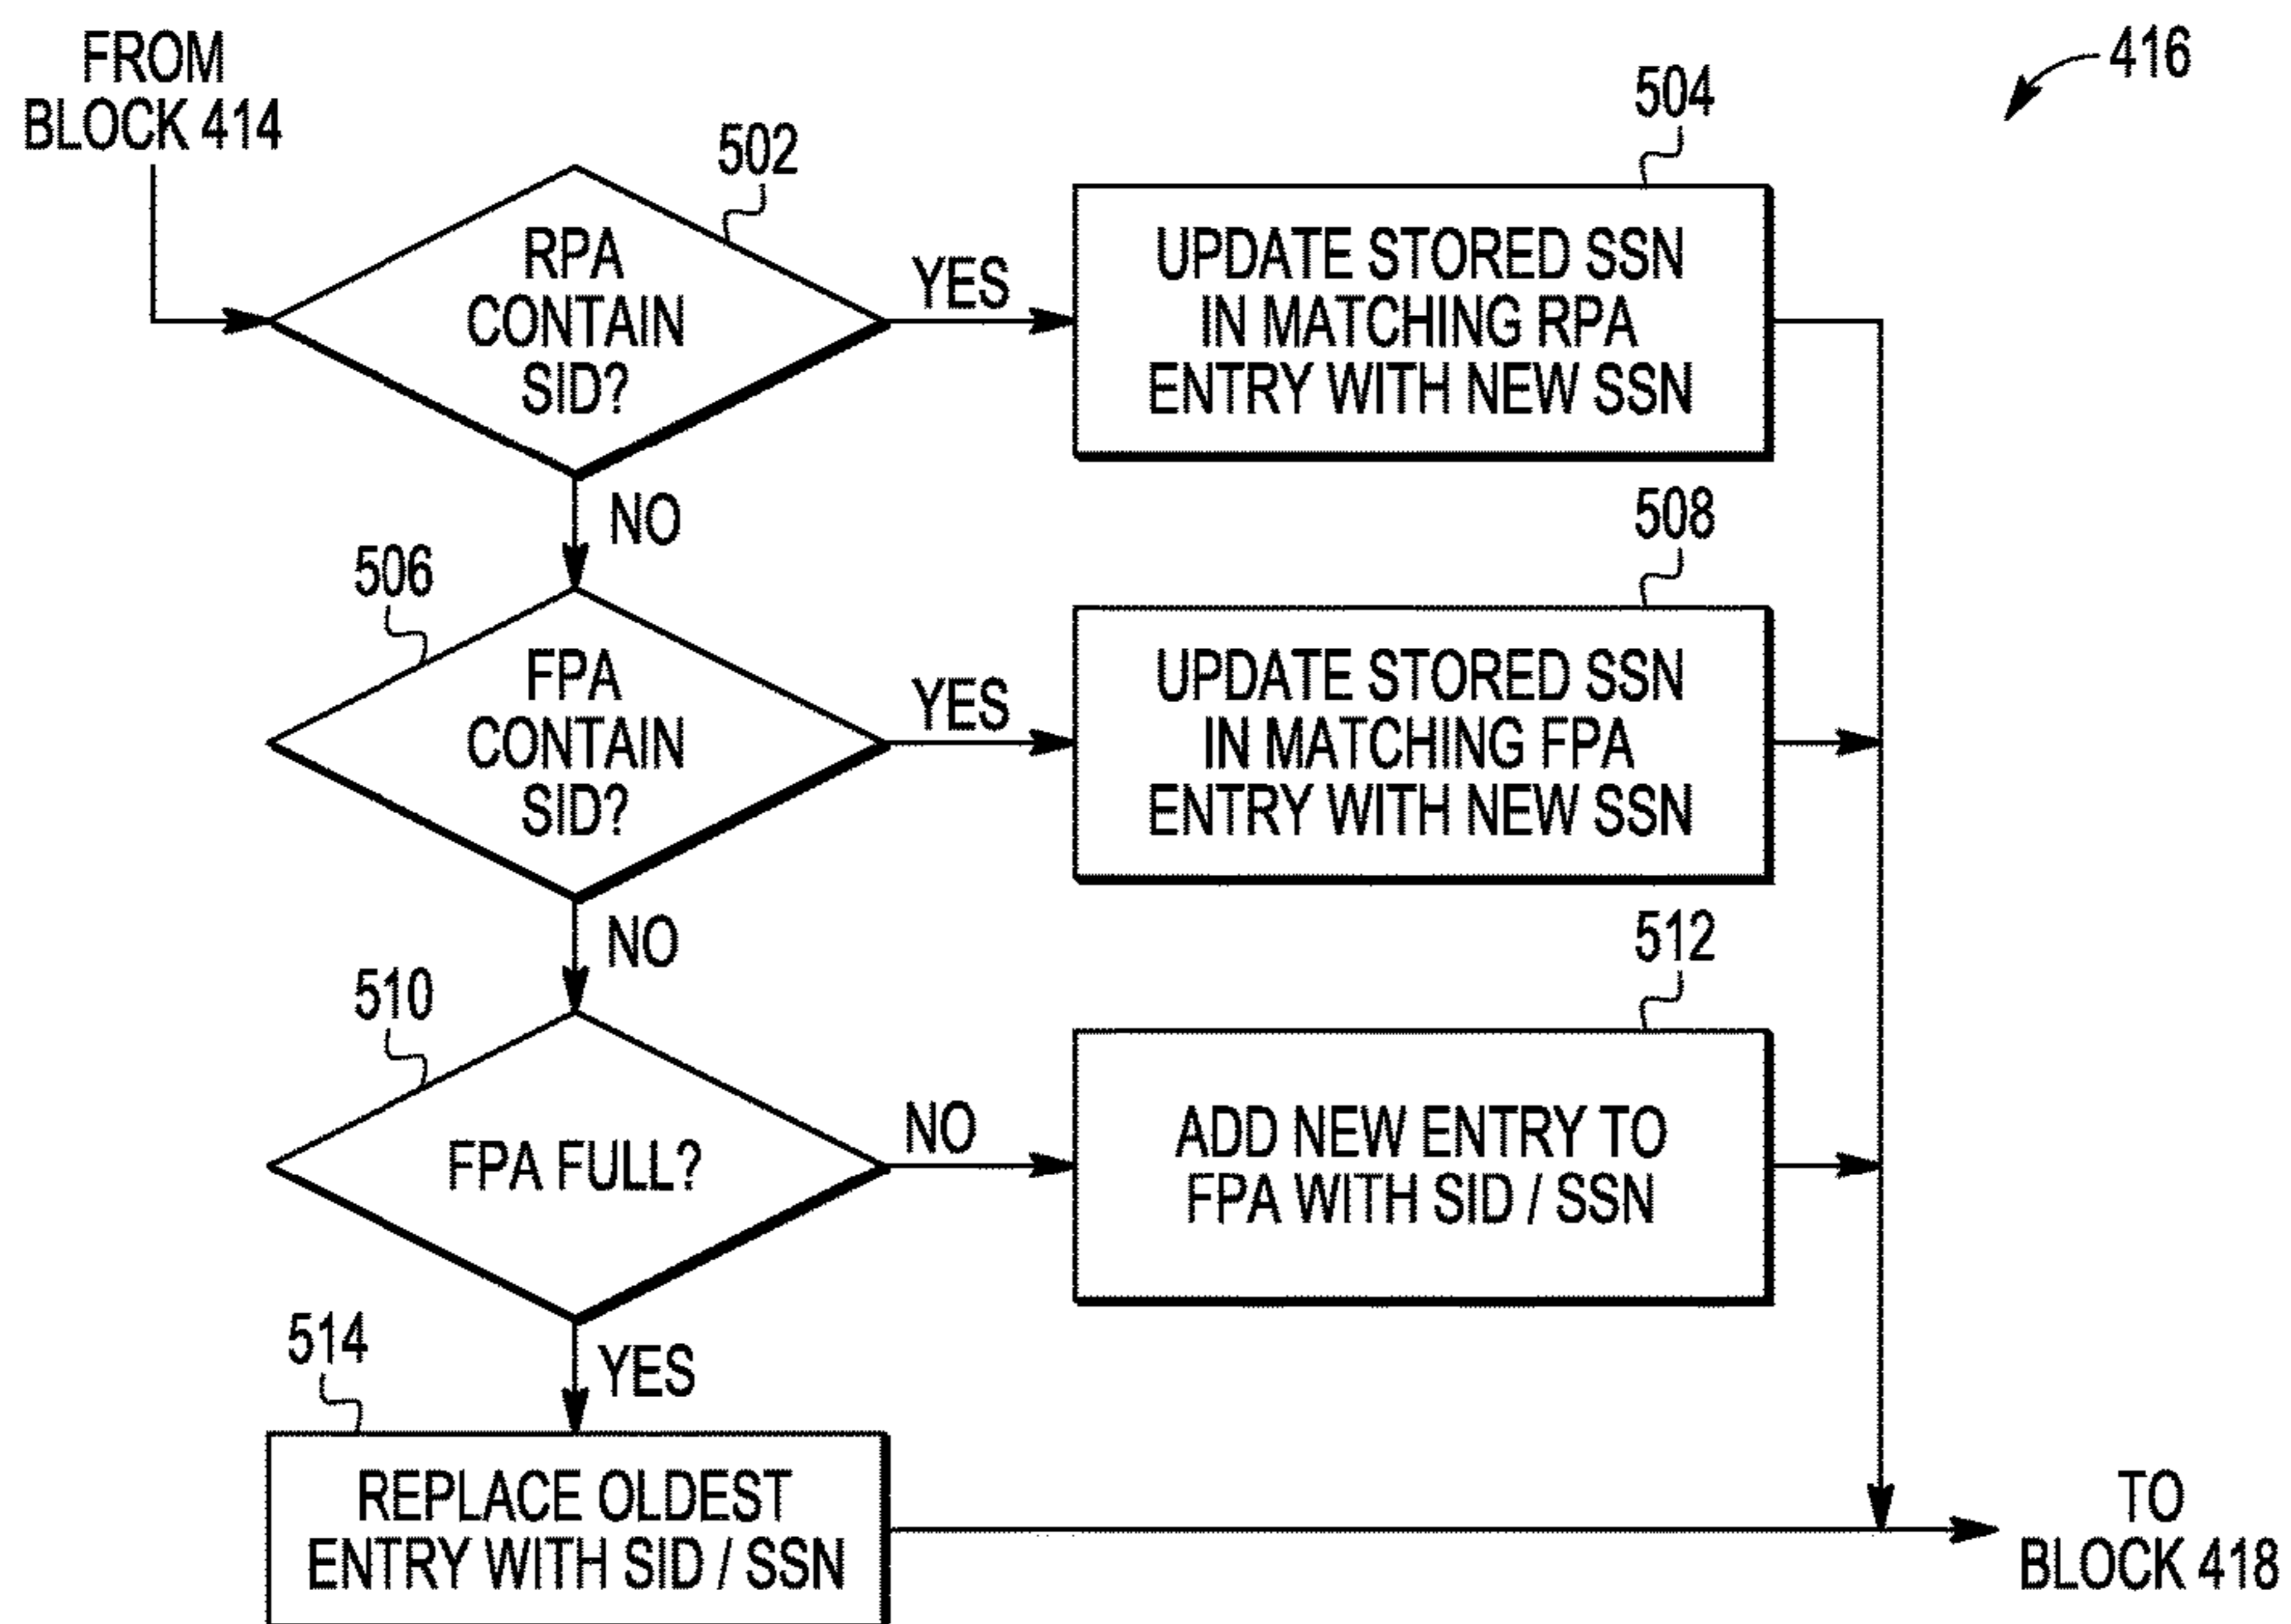 FROM
BLOCK 414
416
502
RPA
CONTAIN
SID?
YES
504
UPDATE STORED SSN
IN MATCHING RPA
ENTRY WITH NEW SSN
NO
506
FPA
CONTAIN
SID?
YES
508
UPDATE STORED SSN
IN MATCHING FPA
ENTRY WITH NEW SSN
NO
510
FPA FULL?
NO
512
ADD NEW ENTRY TO
FPA WITH SID / SSN
YES
514
REPLACE OLDEST
ENTRY WITH SID / SSN
TO
BLOCK 418